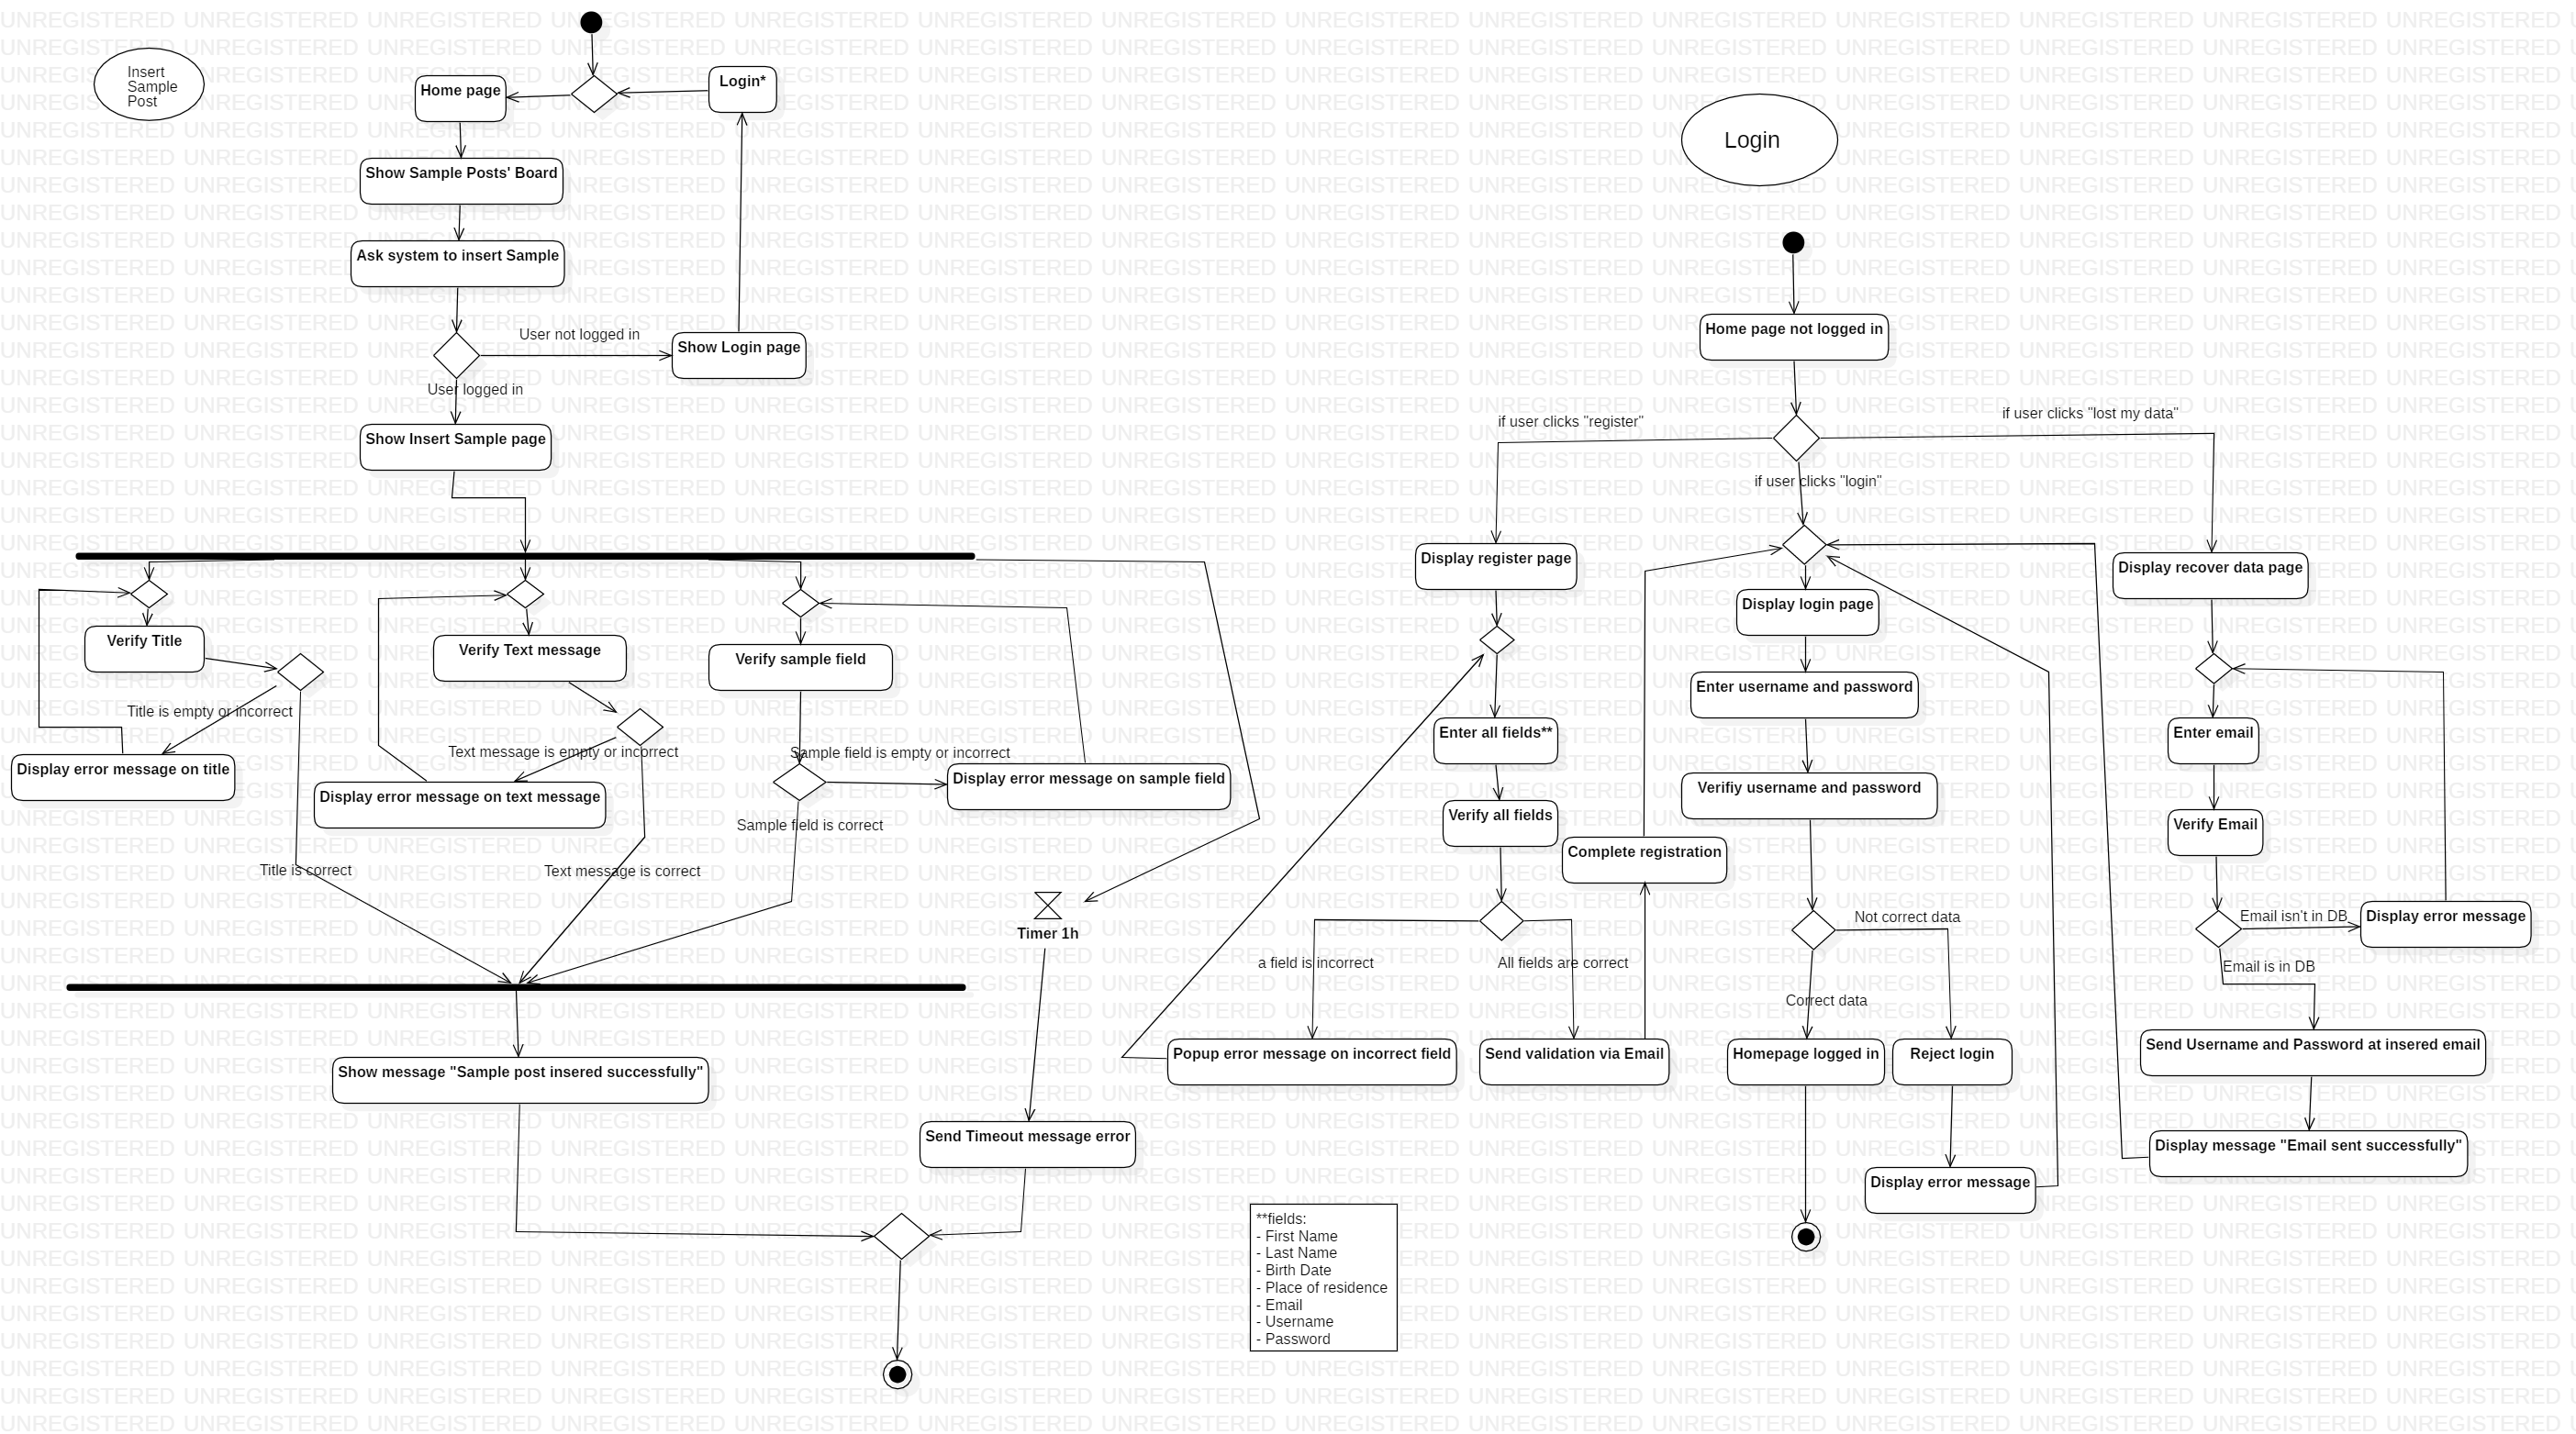 Insert
Sample
Post
Home page
Login*
Show Sample Posts' Board
Ask system to insert Sample
User not logged in
Show Login page
User logged in
Show Insert Sample page
Verify Title
Verify Text message
Verify sample field
Title is empty or incorrect
Text message is empty or incorrect
Sample field is empty or incorrect
Display error message on title
Display error message on text message
Display error message on sample field
Sample field is correct
Title is correct
Text message is correct
Timer 1h
Show message "Sample post insered successfully"
Send Timeout message error
Login
Home page not logged in
if user clicks "register"
if user clicks "lost my data"
if user clicks "login"
Display register page
Display login page
Display recover data page
Enter username and password
Enter all fields**
Enter email
Verifiy username and password
Verify all fields
Verify Email
Complete registration
Not correct data
Email isn't in DB
Display error message
a field is incorrect
All fields are correct
Email is in DB
Correct data
Popup error message on incorrect field
Send validation via Email
Homepage logged in
Reject login
Send Username and Password at insered email
Display message "Email sent successfully"
Display error message
**fields:
- First Name
- Last Name
- Birth Date
- Place of residence
- Email
- Username
- Password
UNREGISTERED